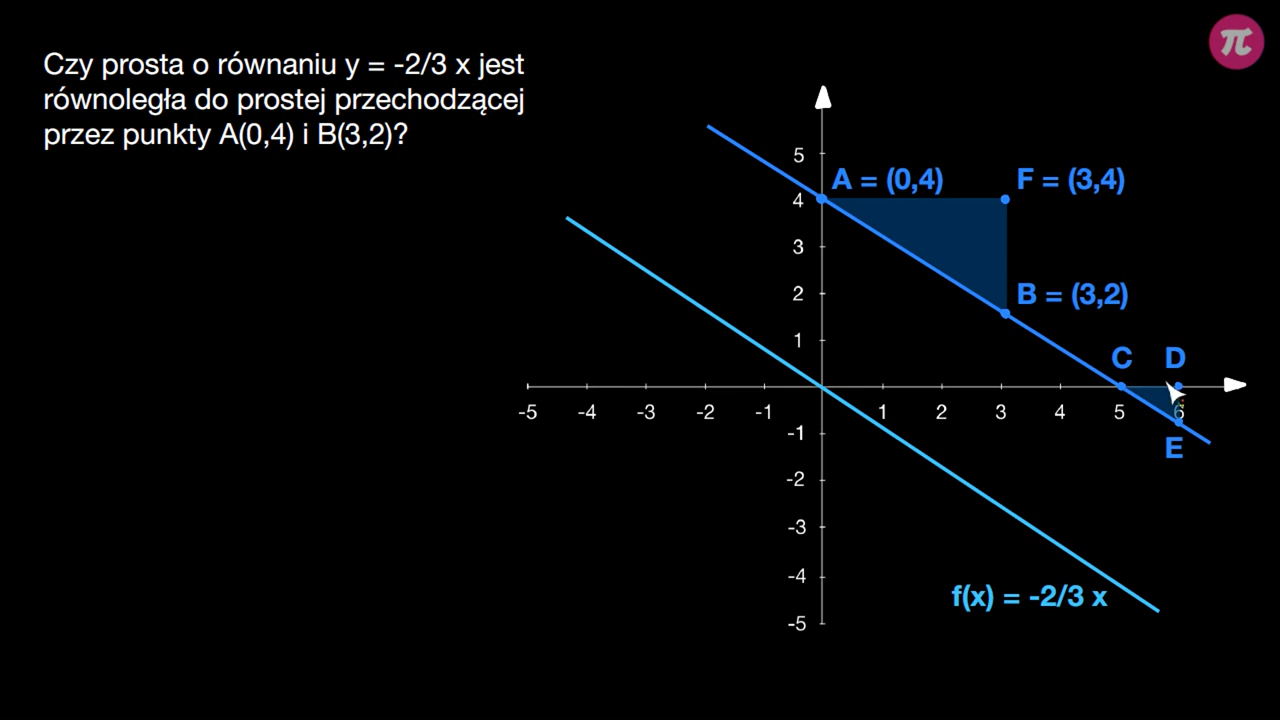 Czy prosta o równaniu y = -2/3 x jest
równoległa do prostej przechodzącej
przez punkty A(0,4) i B(3,2)?
π
5
A = (0,4)
F = (3,4)
4
3
2
B = (3,2)
1
C
D
-5
-4
-3
-2
-1
1
2
3
4
5
6
-1
E
-2
-3
-4
f(x) = -2/3 x
-5